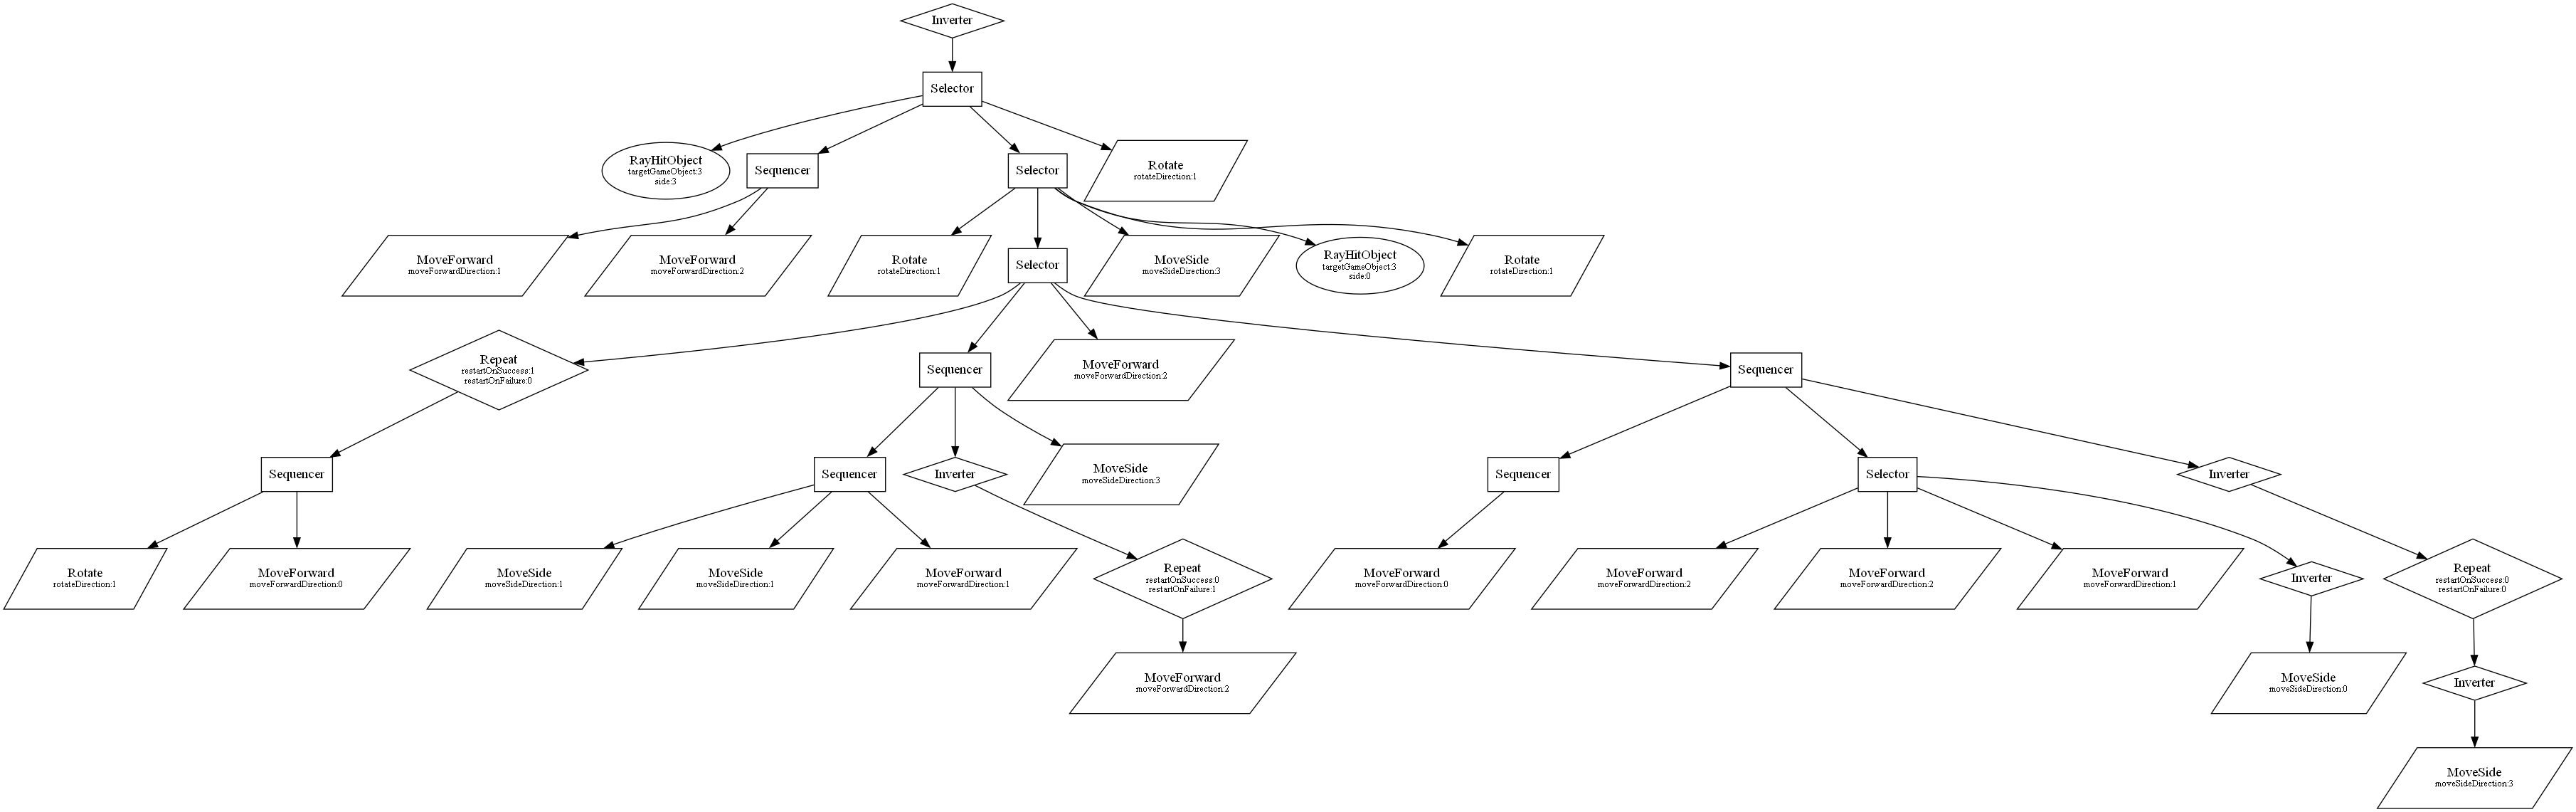 Inverter
Selector
RayHitObject
targetGameObject:3
side:3
Sequencer
Selector
Rotate
rotateDirection:1
MoveForward
moveForwardDirection:1
MoveForward
moveForwardDirection:2
Rotate
rotateDirection:1
Selector
MoveSide
moveSideDirection:3
RayHitObject
targetGameObject:3
side:0
Rotate
rotateDirection:1
Repeat
restartOnSuccess:1
restartOnFailure:0
Sequencer
MoveForward
moveForwardDirection:2
Sequencer
Sequencer
Sequencer
Inverter
MoveSide
moveSideDirection:3
Sequencer
Selector
Inverter
Rotate
rotateDirection:1
MoveForward
moveForwardDirection:0
MoveSide
moveSideDirection:1
MoveSide
moveSideDirection:1
MoveForward
moveForwardDirection:1
Repeat
restartOnSuccess:0
restartOnFailure:1
MoveForward
moveForwardDirection:0
MoveForward
moveForwardDirection:2
MoveForward
moveForwardDirection:2
MoveForward
moveForwardDirection:1
Inverter
Repeat
restartOnSuccess:0
restartOnFailure:0
MoveForward
moveForwardDirection:2
MoveSide
moveSideDirection:0
Inverter
MoveSide
moveSideDirection:3